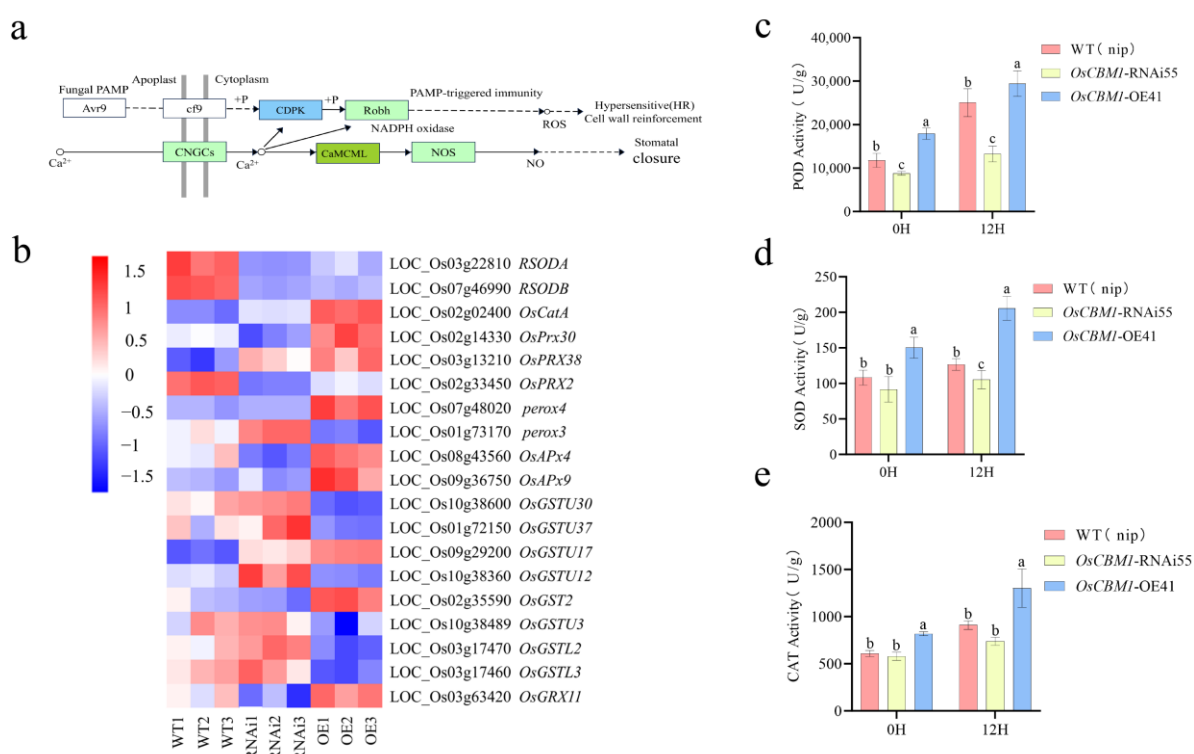 a
Fungal PAMP
Apoplast
Cytoplasm
Avr9
cf9
+P
CDPK
+P
Robh
PAMP-triggered immunity
ROS
Hypersensitive(HR)
Cell wall reinforcement
NADPH oxidase
Ca²⁺
CNGCs
Ca²⁺
CaMCML
NOS
NO
Stomatal
closure
b
1.5
1
0.5
0
−0.5
−1
−1.5
LOC_Os03g22810 RSODA
LOC_Os07g46990 RSODB
LOC_Os02g02400 OsCatA
LOC_Os02g14330 OsPrx30
LOC_Os03g13210 OsPRX38
LOC_Os02g33450 OsPRX2
LOC_Os07g48020 perox4
LOC_Os01g73170 perox3
LOC_Os08g43560 OsAPx4
LOC_Os09g36750 OsAPx9
LOC_Os10g38600 OsGSTU30
LOC_Os01g72150 OsGSTU37
LOC_Os09g29200 OsGSTU17
LOC_Os10g38360 OsGSTU12
LOC_Os02g35590 OsGST2
LOC_Os10g38489 OsGSTU3
LOC_Os03g17470 OsGSTL2
LOC_Os03g17460 OsGSTL3
LOC_Os03g63420 OsGRX11
WT1
WT2
WT3
RNAi1
RNAi2
RNAi3
OE1
OE2
OE3
c
POD Activity ( U/g)
40,000
30,000
20,000
10,000
0
b
c
a
b
c
a
0H
12H
WT( nip)
OsCBM1-RNAi55
OsCBM1-OE41
d
SOD Activity ( U/g)
250
200
150
100
50
0
b
b
a
b
c
a
0H
12H
WT( nip)
OsCBM1-RNAi55
OsCBM1-OE41
e
CAT Activity( U/g)
2000
1500
1000
500
0
b
b
a
b
b
a
0H
12H
WT( nip)
OsCBM1-RNAi55
OsCBM1-OE41